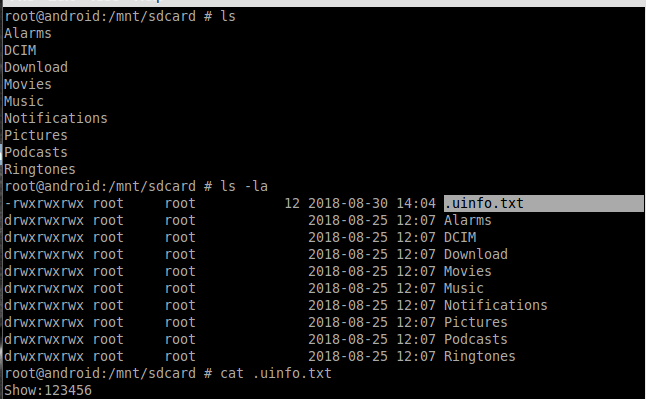 root@android:/mnt/sdcard # ls
Alarms
DCIM
Download
Movies
Music
Notifications
Pictures
Podcasts
Ringtones
root@android:/mnt/sdcard # ls -la
-rwxrwxrwx root     root           12 2018-08-30 14:04 .uinfo.txt
drwxrwxrwx root     root              2018-08-25 12:07 Alarms
drwxrwxrwx root     root              2018-08-25 12:07 DCIM
drwxrwxrwx root     root              2018-08-25 12:07 Download
drwxrwxrwx root     root              2018-08-25 12:07 Movies
drwxrwxrwx root     root              2018-08-25 12:07 Music
drwxrwxrwx root     root              2018-08-25 12:07 Notifications
drwxrwxrwx root     root              2018-08-25 12:07 Pictures
drwxrwxrwx root     root              2018-08-25 12:07 Podcasts
drwxrwxrwx root     root              2018-08-25 12:07 Ringtones
root@android:/mnt/sdcard # cat .uinfo.txt
Show:123456